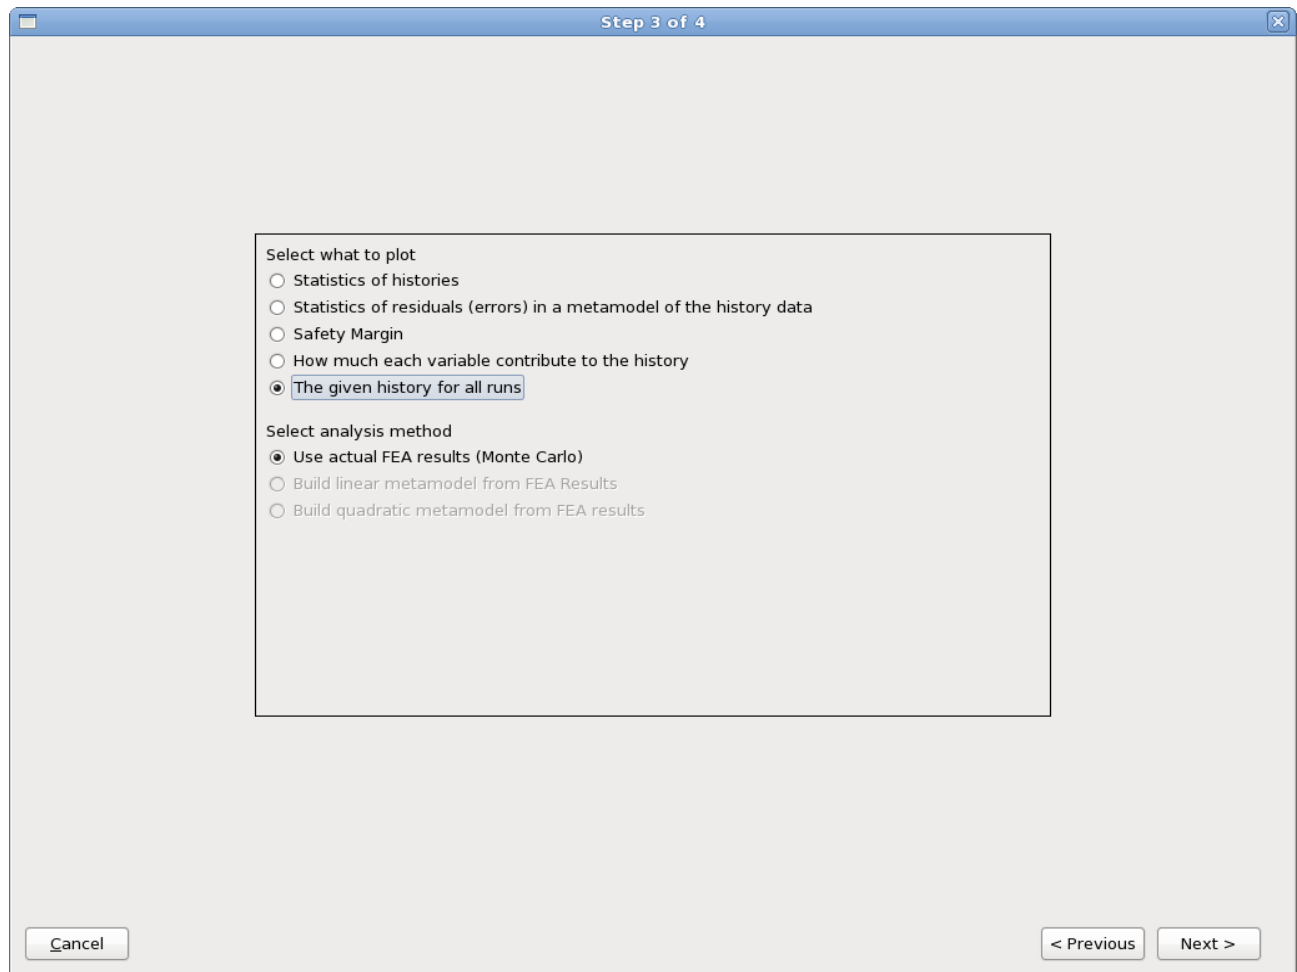 Step 3 of 4
Select what to plot
Statistics of histories
Statistics of residuals (errors) in a metamodel of the history data
Safety Margin
How much each variable contribute to the history
The given history for all runs
Select analysis method
Use actual FEA results (Monte Carlo)
Build linear metamodel from FEA Results
Build quadratic metamodel from FEA results
Cancel
< Previous
Next >